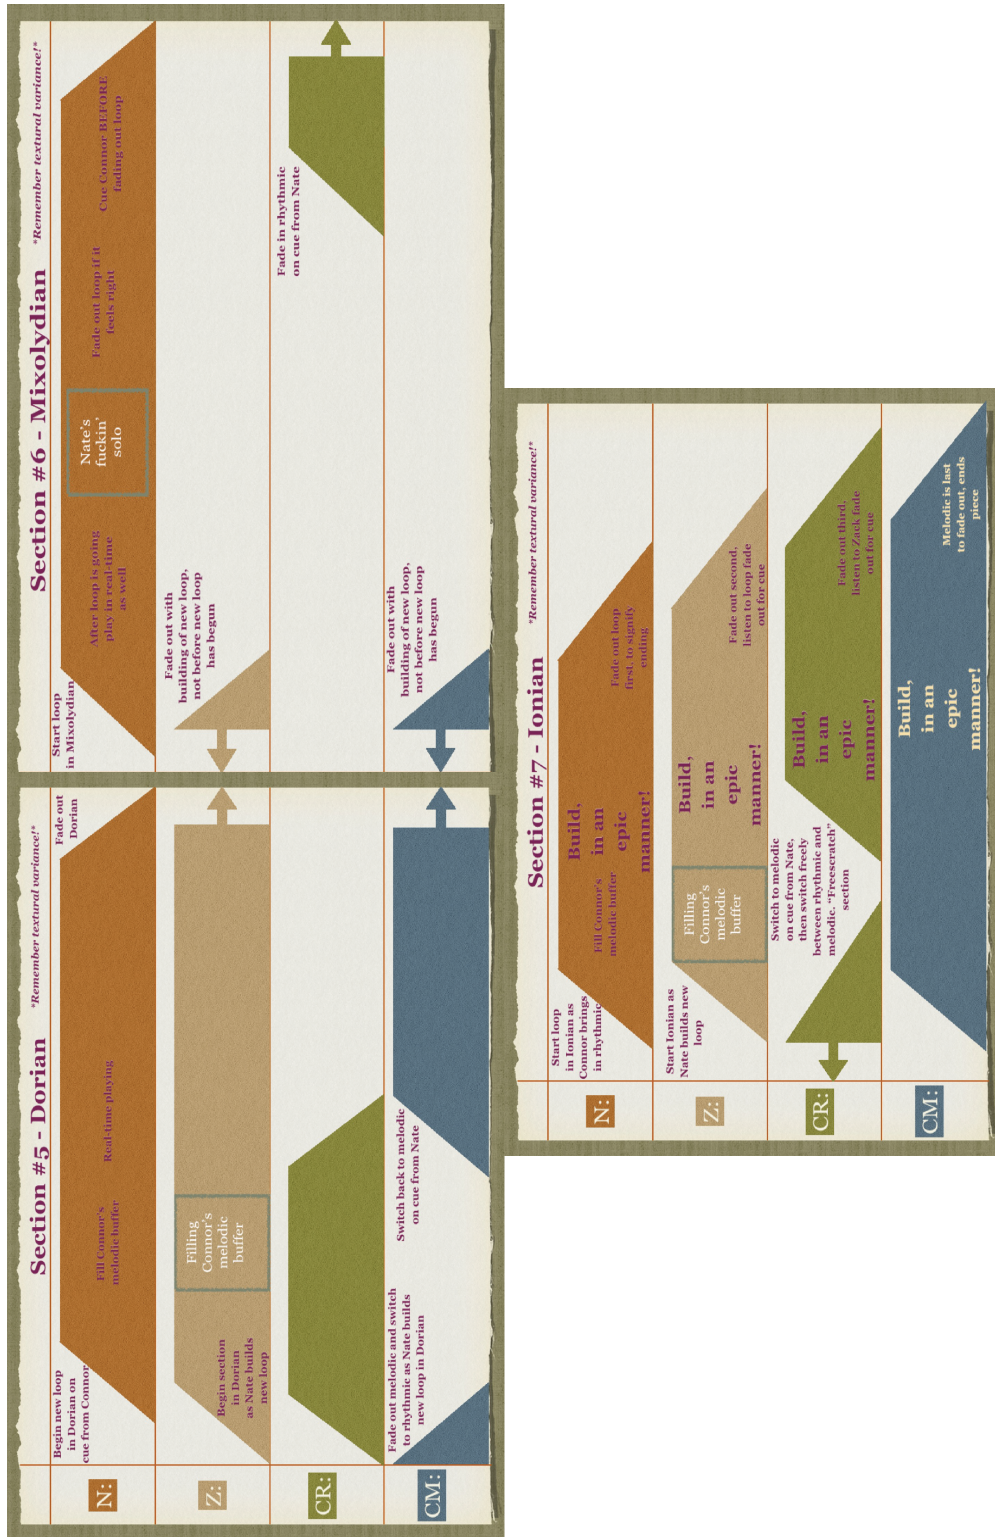 Section #5 - Dorian
*Remember textural variance!*
N:
Begin new loop
in Dorian on
cue from Connor
Fill Connor's
melodic buffer
Real-time playing
Fade out
Dorian
Z:
Begin section
in Dorian
as Nate builds
new loop
Filling
Connor's
melodic
buffer
CR:
CM:
Fade out melodic and switch
to rhythmic as Nate builds
new loop in Dorian
Switch back to melodic
on cue from Nate
Section #6 - Mixolydian
*Remember textural variance!*
Start loop
in Mixolydian
After loop is going
play in real-time
as well
Nate's
fuckin'
solo
Fade out loop if it
feels right
Cue Connor BEFORE
fading out loop
Fade out with
building of new loop,
not before new loop
has begun
Fade in rhythmic
on cue from Nate
Fade out with
building of new loop,
not before new loop
has begun
Section #7 - Ionian
*Remember textural variance!*
N:
Start loop
in Ionian as
Connor brings
in rhythmic
Fill Connor's
melodic buffer
Build,
in an
epic
manner!
Fade out loop
first, to signify
ending
Z:
Start Ionian as
Nate builds new
loop
Filling
Connor's
melodic
buffer
Build,
in an
epic
manner!
Fade out second,
listen to loop fade
out for cue
CR:
Switch to melodic
on cue from Nate,
then switch freely
between rhythmic and
melodic. “Freescratch”
section
Build,
in an
epic
manner!
Fade out third,
listen to Zack fade
out for cue
CM:
Build,
in an
epic
manner!
Melodic is last
to fade out, ends
piece